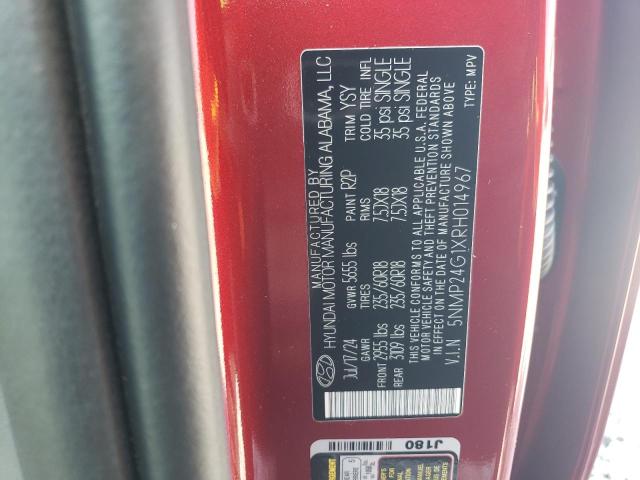 MANUFACTURED BY
HYUNDAI MOTOR MANUFACTURING ALABAMA, LLC
Jul/17/24 GVWR 5655 lbs PAINT R2P TRIM YSY
GAWR TIRES RIMS COLD TIRE INFL
FRONT 2955 lbs 235/60R18 7.5JX18 35 psi SINGLE
REAR 3109 lbs 235/60R18 7.5JX18 35 psi SINGLE
THIS VEHICLE CONFORMS TO ALL APPLICABLE U.S.A. FEDERAL
MOTOR VEHICLE SAFETY AND THEFT PREVENTION STANDARDS
IN EFFECT ON THE DATE OF MANUFACTURE SHOWN ABOVE
V.I.N 5NMP24G1XRH014967 TYPE: MPV
J180